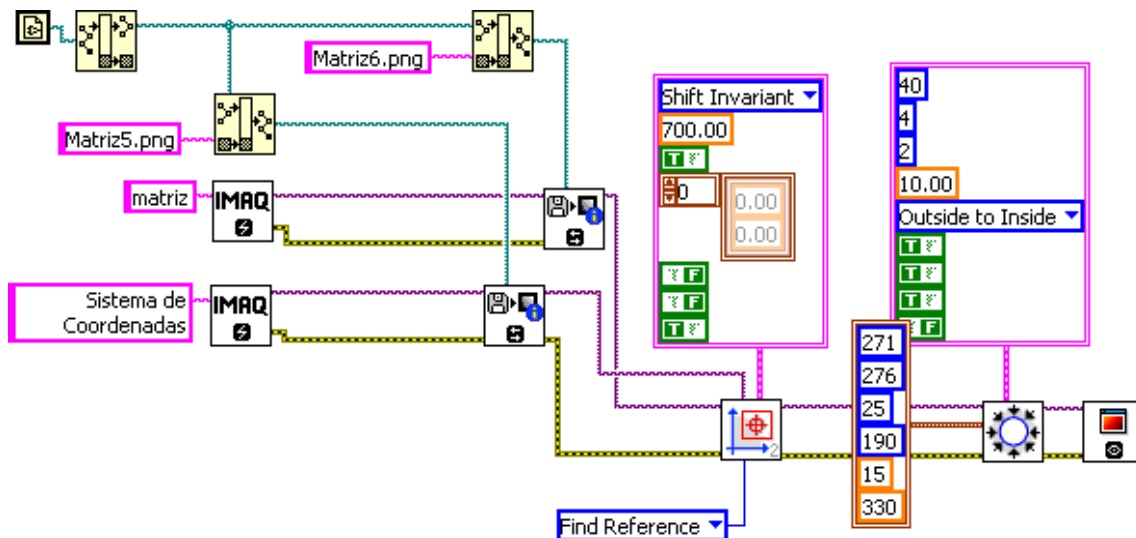 Matriz6.png
Matriz5.png
matriz
IMAQ
Sistema de
Coordenadas
IMAQ
Shift Invariant
700.00
T
0
0.00
0.00
F
F
T
40
4
2
10.00
Outside to Inside
T
T
T
F
271
276
25
190
15
330
2
Find Reference